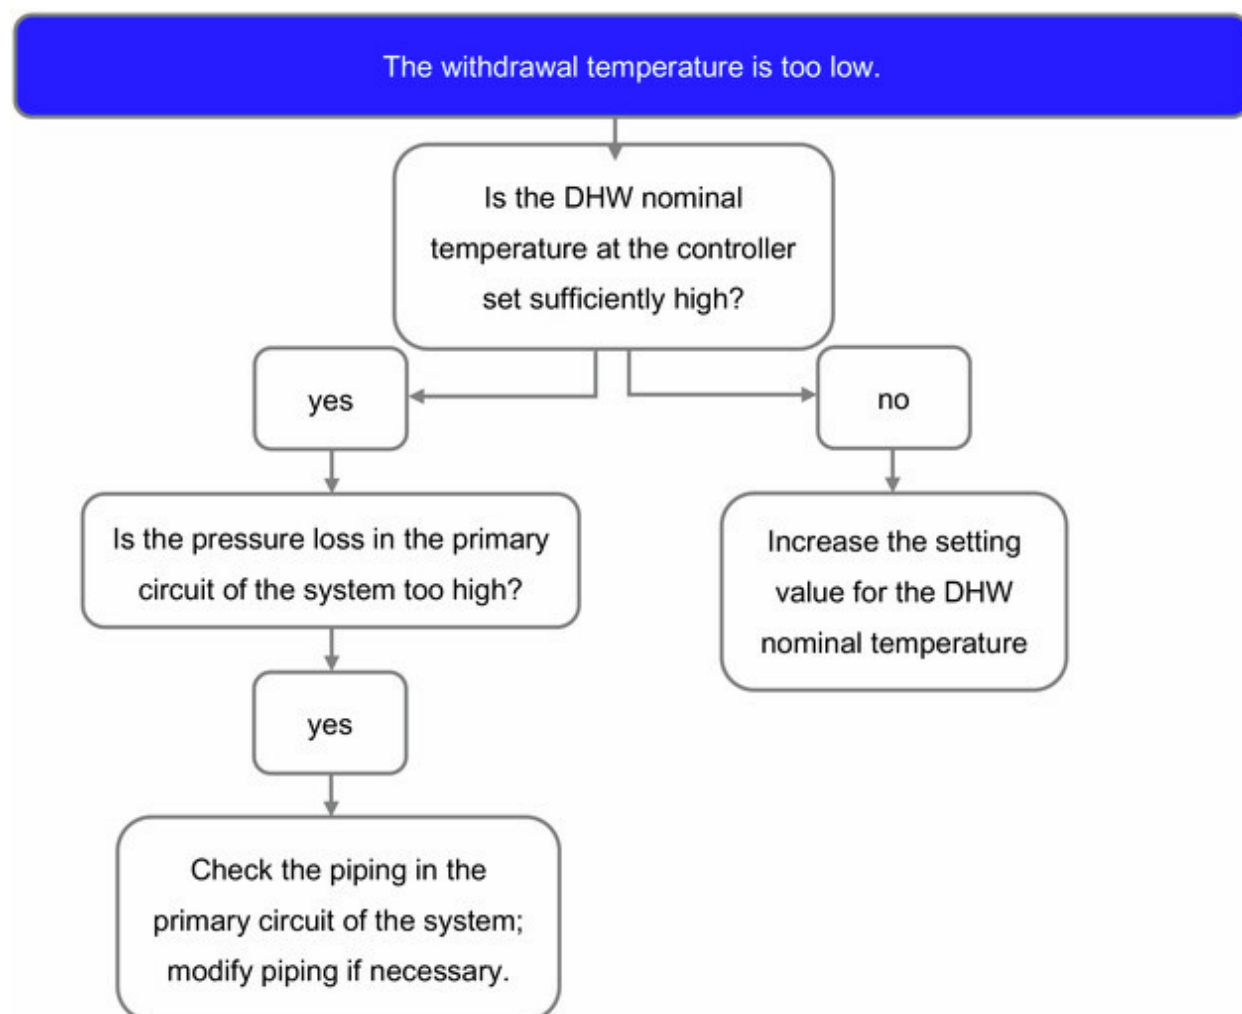 The withdrawal temperature is too low.
Is the DHW nominal
temperature at the controller
set sufficiently high?
yes
no
Is the pressure loss in the primary
circuit of the system too high?
Increase the setting
value for the DHW
nominal temperature
yes
Check the piping in the
primary circuit of the system;
modify piping if necessary.